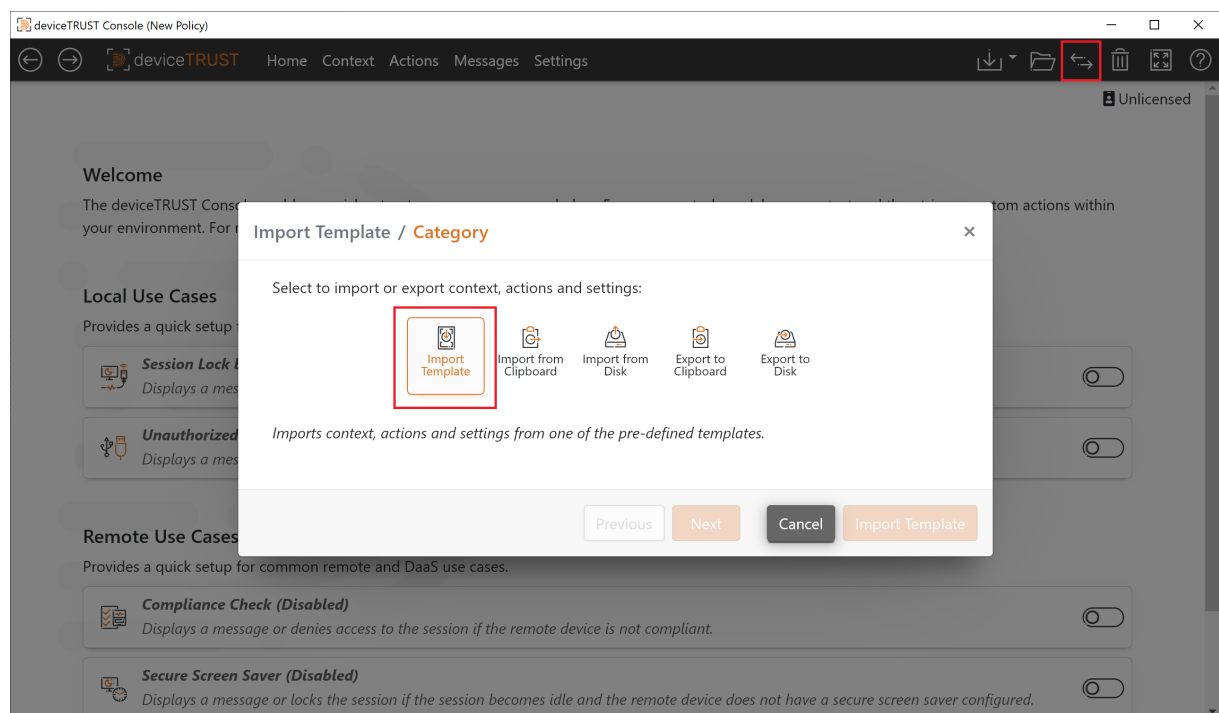 deviceTRUST Console (New Policy)
deviceTRUST Home Context Actions Messages Settings
Unlicensed
Welcome
The deviceTRUST Conso tom actions within
your environment. For
Import Template / Category
Select to import or export context, actions and settings:
Import Template
Import from Clipboard
Import from Disk
Export to Clipboard
Export to Disk
Imports context, actions and settings from one of the pre-defined templates.
Previous Next Cancel Import Template
Local Use Cases
Provides a quick setup
Session Lock
Displays a mes
Unauthorized
Displays a mes
Remote Use Cases
Provides a quick setup for common remote and DaaS use cases.
Compliance Check (Disabled)
Displays a message or denies access to the session if the remote device is not compliant.
Secure Screen Saver (Disabled)
Displays a message or locks the session if the session becomes idle and the remote device does not have a secure screen saver configured.